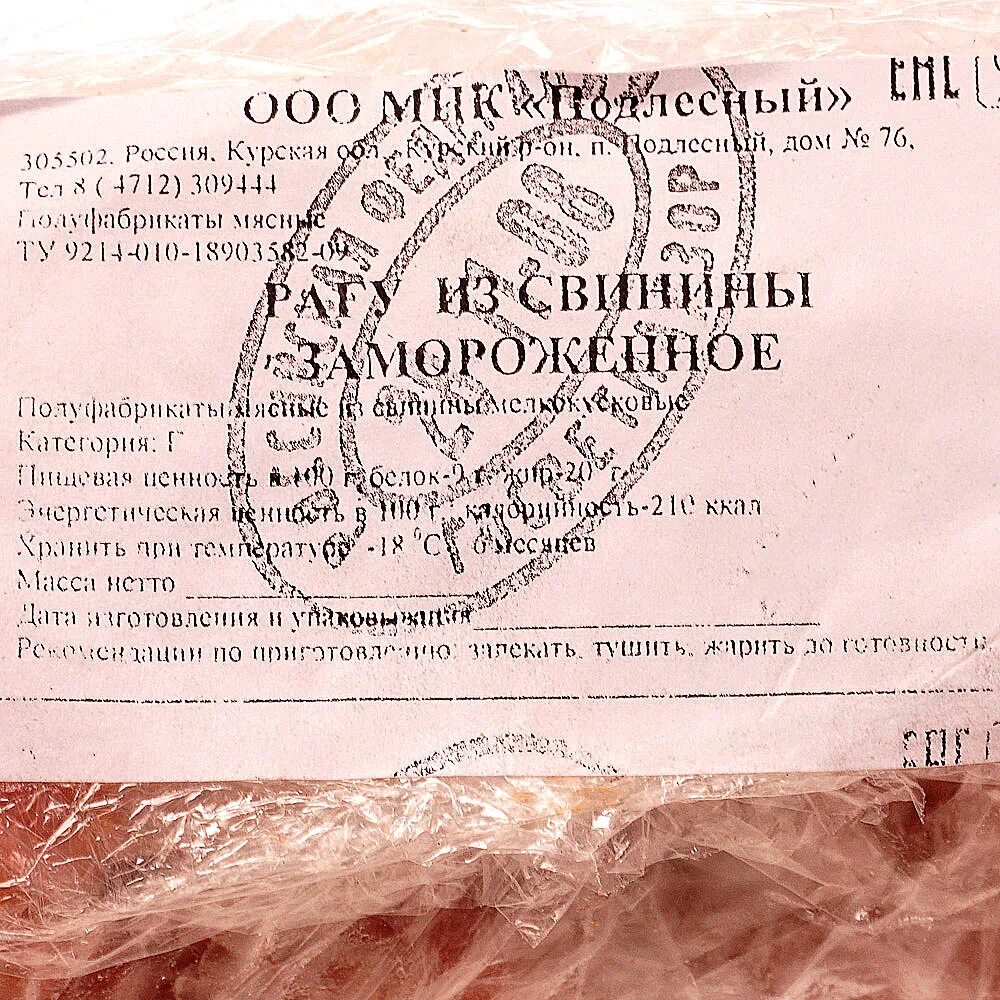 ООО МПК «Подлесный»
ЕАС
305502. Россия. Курская обл., Курский р-он, п. Подлесный, дом № 76,
Тел 8 ( 4712) 309444
Полуфабрикаты мясные
ТУ 9214-010-18903582-09
РАГУ ИЗ СВИНИНЫ
ЗАМОРОЖЕННОЕ
Полуфабрикаты мясные из свинины мелкокусковые
Категория: Г
Пищевая ценность в 100 г. белок-9 г. жир-20 г.
Энергетическая ценность в 100 г. калорийность-210 ккал
Хранить при температуре -18 °С 6 месяцев
Масса нетто
Дата изготовления и упаковывания
Рекомендации по приготовлению: запекать, тушить, жарить до готовности.
ГОСВЕТНАДЗОР